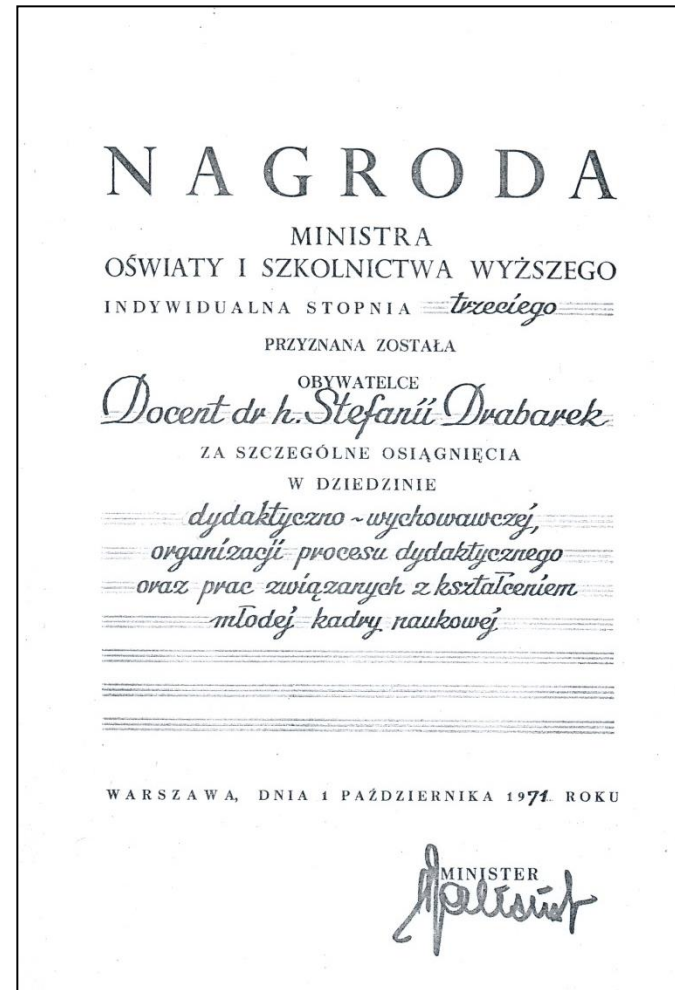 NAGRODA
MINISTRA
OŚWIATY I SZKOLNICTWA WYŻSZEGO
INDYWIDUALNA STOPNIA trzeciego
PRZYZNANA ZOSTAŁA
OBYWATELCE
Docent dr h. Stefanii Drabarek
ZA SZCZEGÓLNE OSIĄGNIĘCIA
W DZIEDZINIE
dydaktyczno-wychowawczej,
organizacji procesu dydaktycznego
oraz prac związanych z kształceniem
młodej kadry naukowej
WARSZAWA, DNIA 1 PAŹDZIERNIKA 1971 ROKU
MINISTER